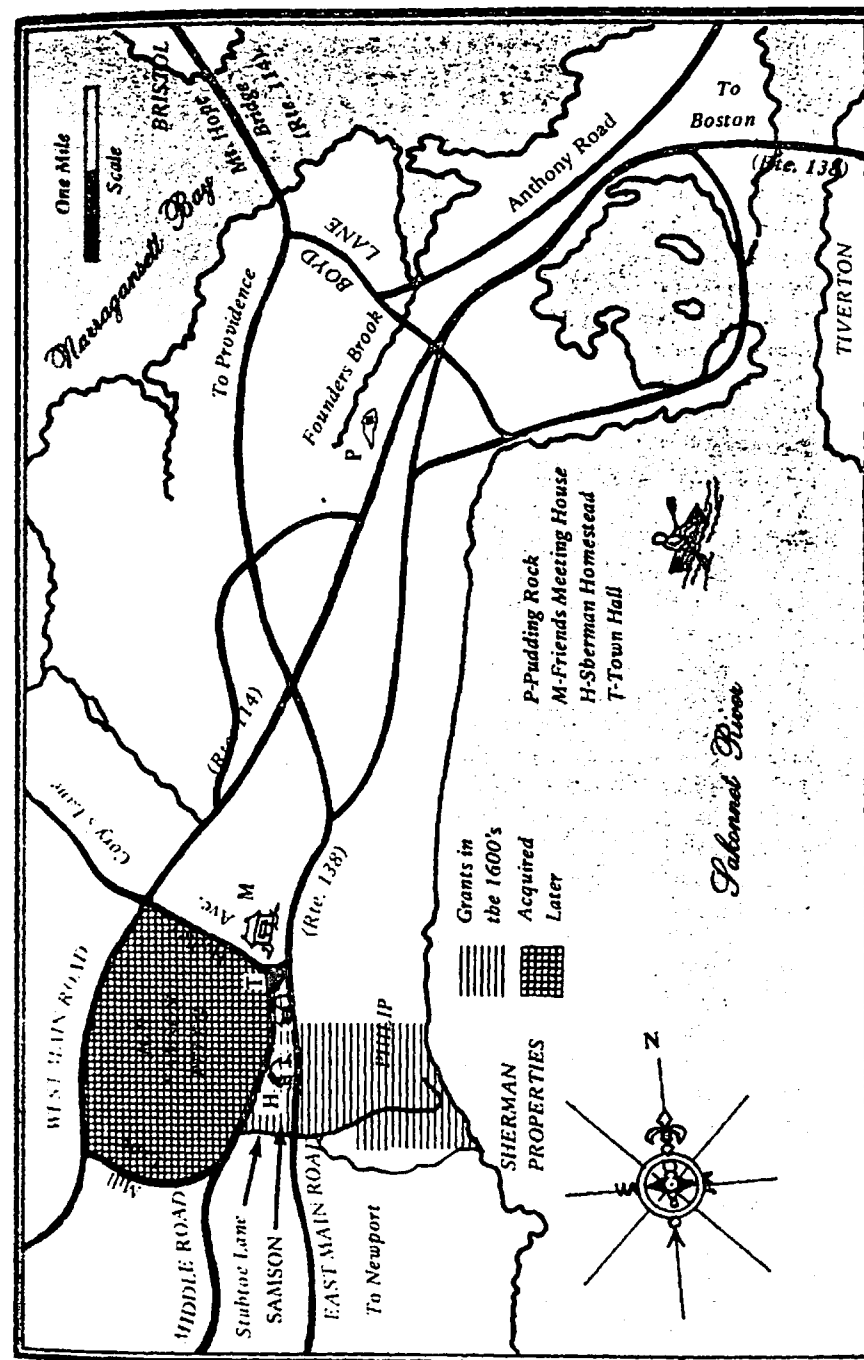 One Mile
Scale
Narragansett Bay
BRISTOL
Mt. Hope
Bridge
(Rte. 114)
To Providence
BOYD
LANE
Founders Brook
P
Anthony Road
To
Boston
(Rte. 138)
TIVERTON
Cory's Lane
(Rte. 114)
WEST MAIN ROAD
Ave.
M
T
(Rte. 138)
H
PHILIP
Mill
MIDDLE ROAD
Stubtoe Lane
SAMSON
EAST MAIN ROAD
To Newport
P-Pudding Rock
M-Friends Meeting House
H-Sherman Homestead
T-Town Hall
Grants in
the 1600's
Acquired
Later
SHERMAN
PROPERTIES
Sakonnet River
N
W